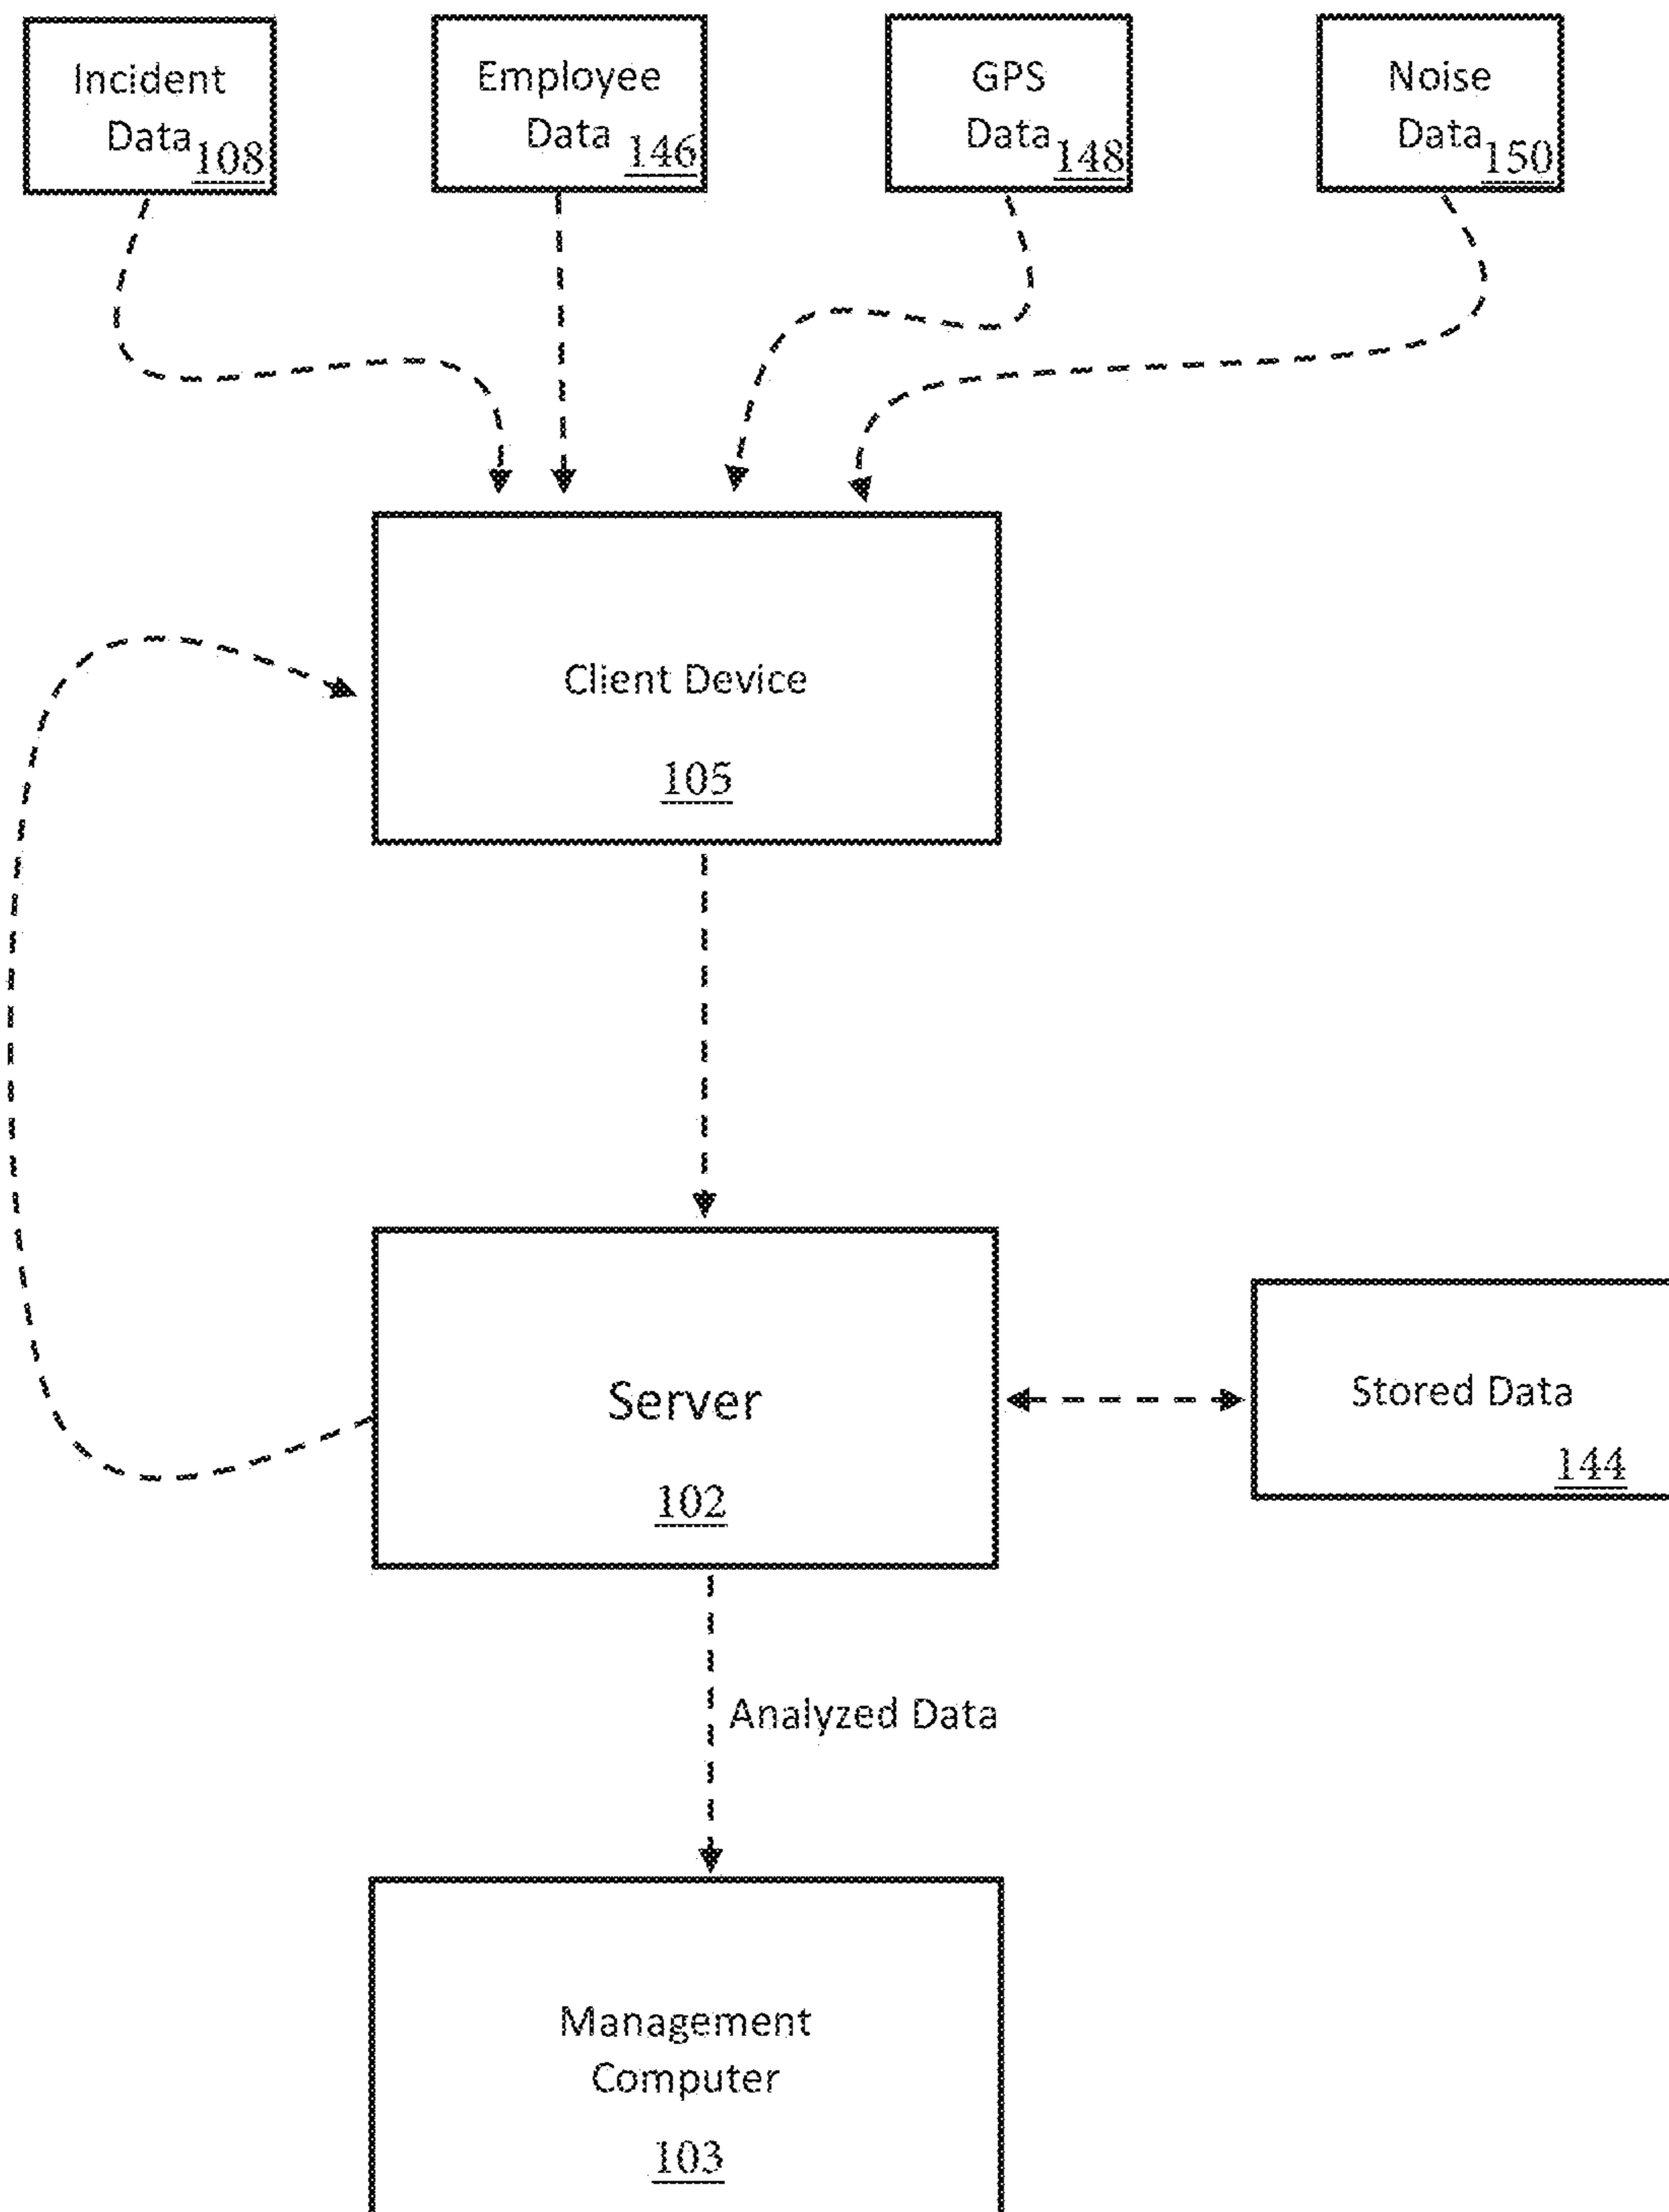 Incident
Data 108
Employee
Data 146
GPS
Data 148
Noise
Data 150
Client Device
105
Server
102
Stored Data
144
Analyzed Data
Management
Computer
103